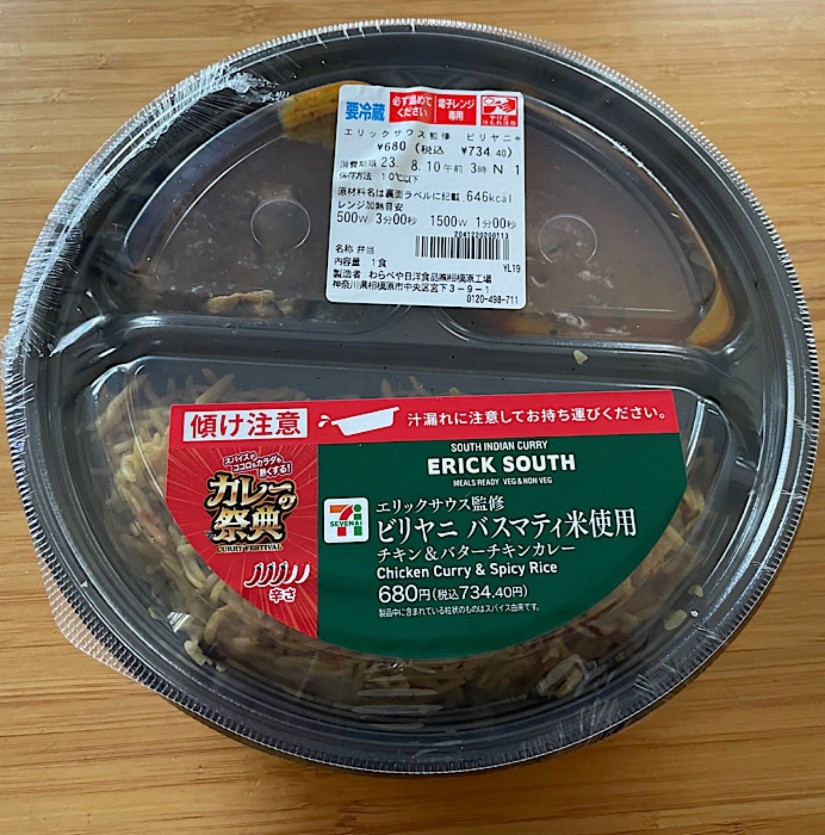 要冷蔵
必ず温めて
ください
電子レンジ
専用
エリックサウス監修 ビリヤニ*
¥680 (税込 ¥734.40)
消費期限 23. 8.10午前 3時 N 1
保存方法 10℃以下
原材料名は裏面ラベルに記載 646kcal
レンジ加熱目安
500W 3分00秒 1500W 1分00秒
2041200200113
名称 弁当
内容量 1食
YL19
製造者 わらべや日洋食品㈱相模原工場
神奈川県相模原市中央区宮下3-9-1
0120-498-711
傾け注意
汁漏れに注意してお持ち運びください。
スパイスが
ココロもカラダも
熱くする!
カレーの
祭典
CURRY FESTIVAL
辛さ
SOUTH INDIAN CURRY
ERICK SOUTH
MEALS READY VEG & NON VEG
7
SEVEN & i
エリックサウス監修
ビリヤニ バスマティ米使用
チキン&バターチキンカレー
Chicken Curry & Spicy Rice
680円(税込734.40円)
製品中に含まれている粒状のものはスパイス由来です。